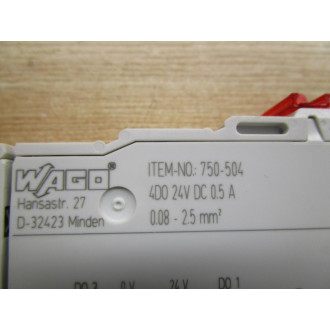 WAGO
Hansastr. 27
D-32423 Minden
ITEM-NO.: 750-504
4DO 24V DC 0.5 A
0.08 - 2.5 mm²
DO 3 0 V 24 V DO 1